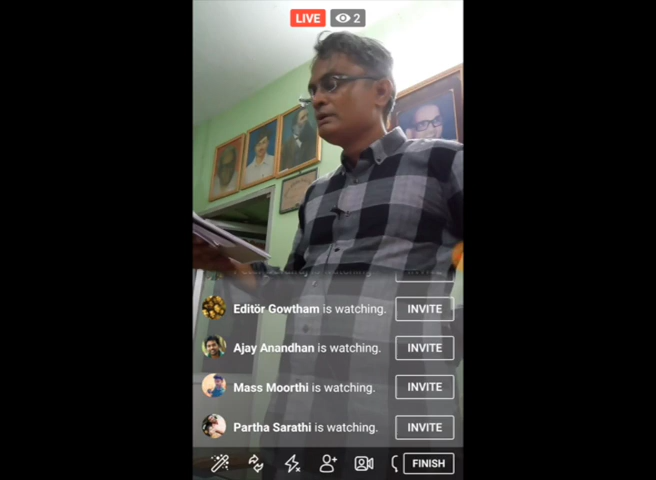 LIVE 2
Editör Gowtham is watching. INVITE
Ajay Anandhan is watching. INVITE
Mass Moorthi is watching. INVITE
Partha Sarathi is watching. INVITE
FINISH